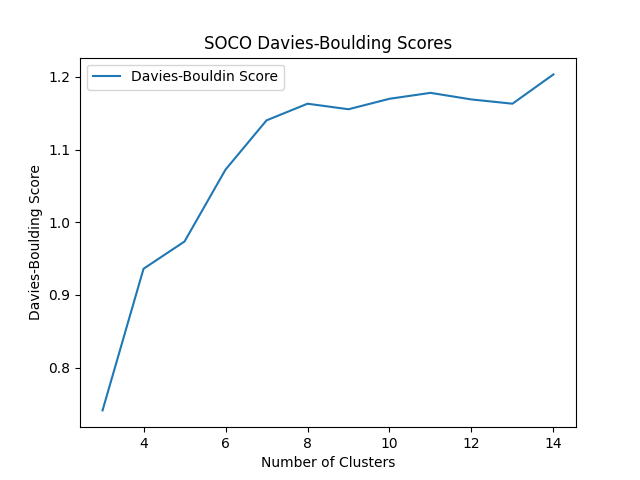 SOCO Davies-Boulding Scores
Davies-Bouldin Score
1.2
1.1
1.0
0.9
0.8
Davies-Boulding Score
4 6 8 10 12 14
Number of Clusters